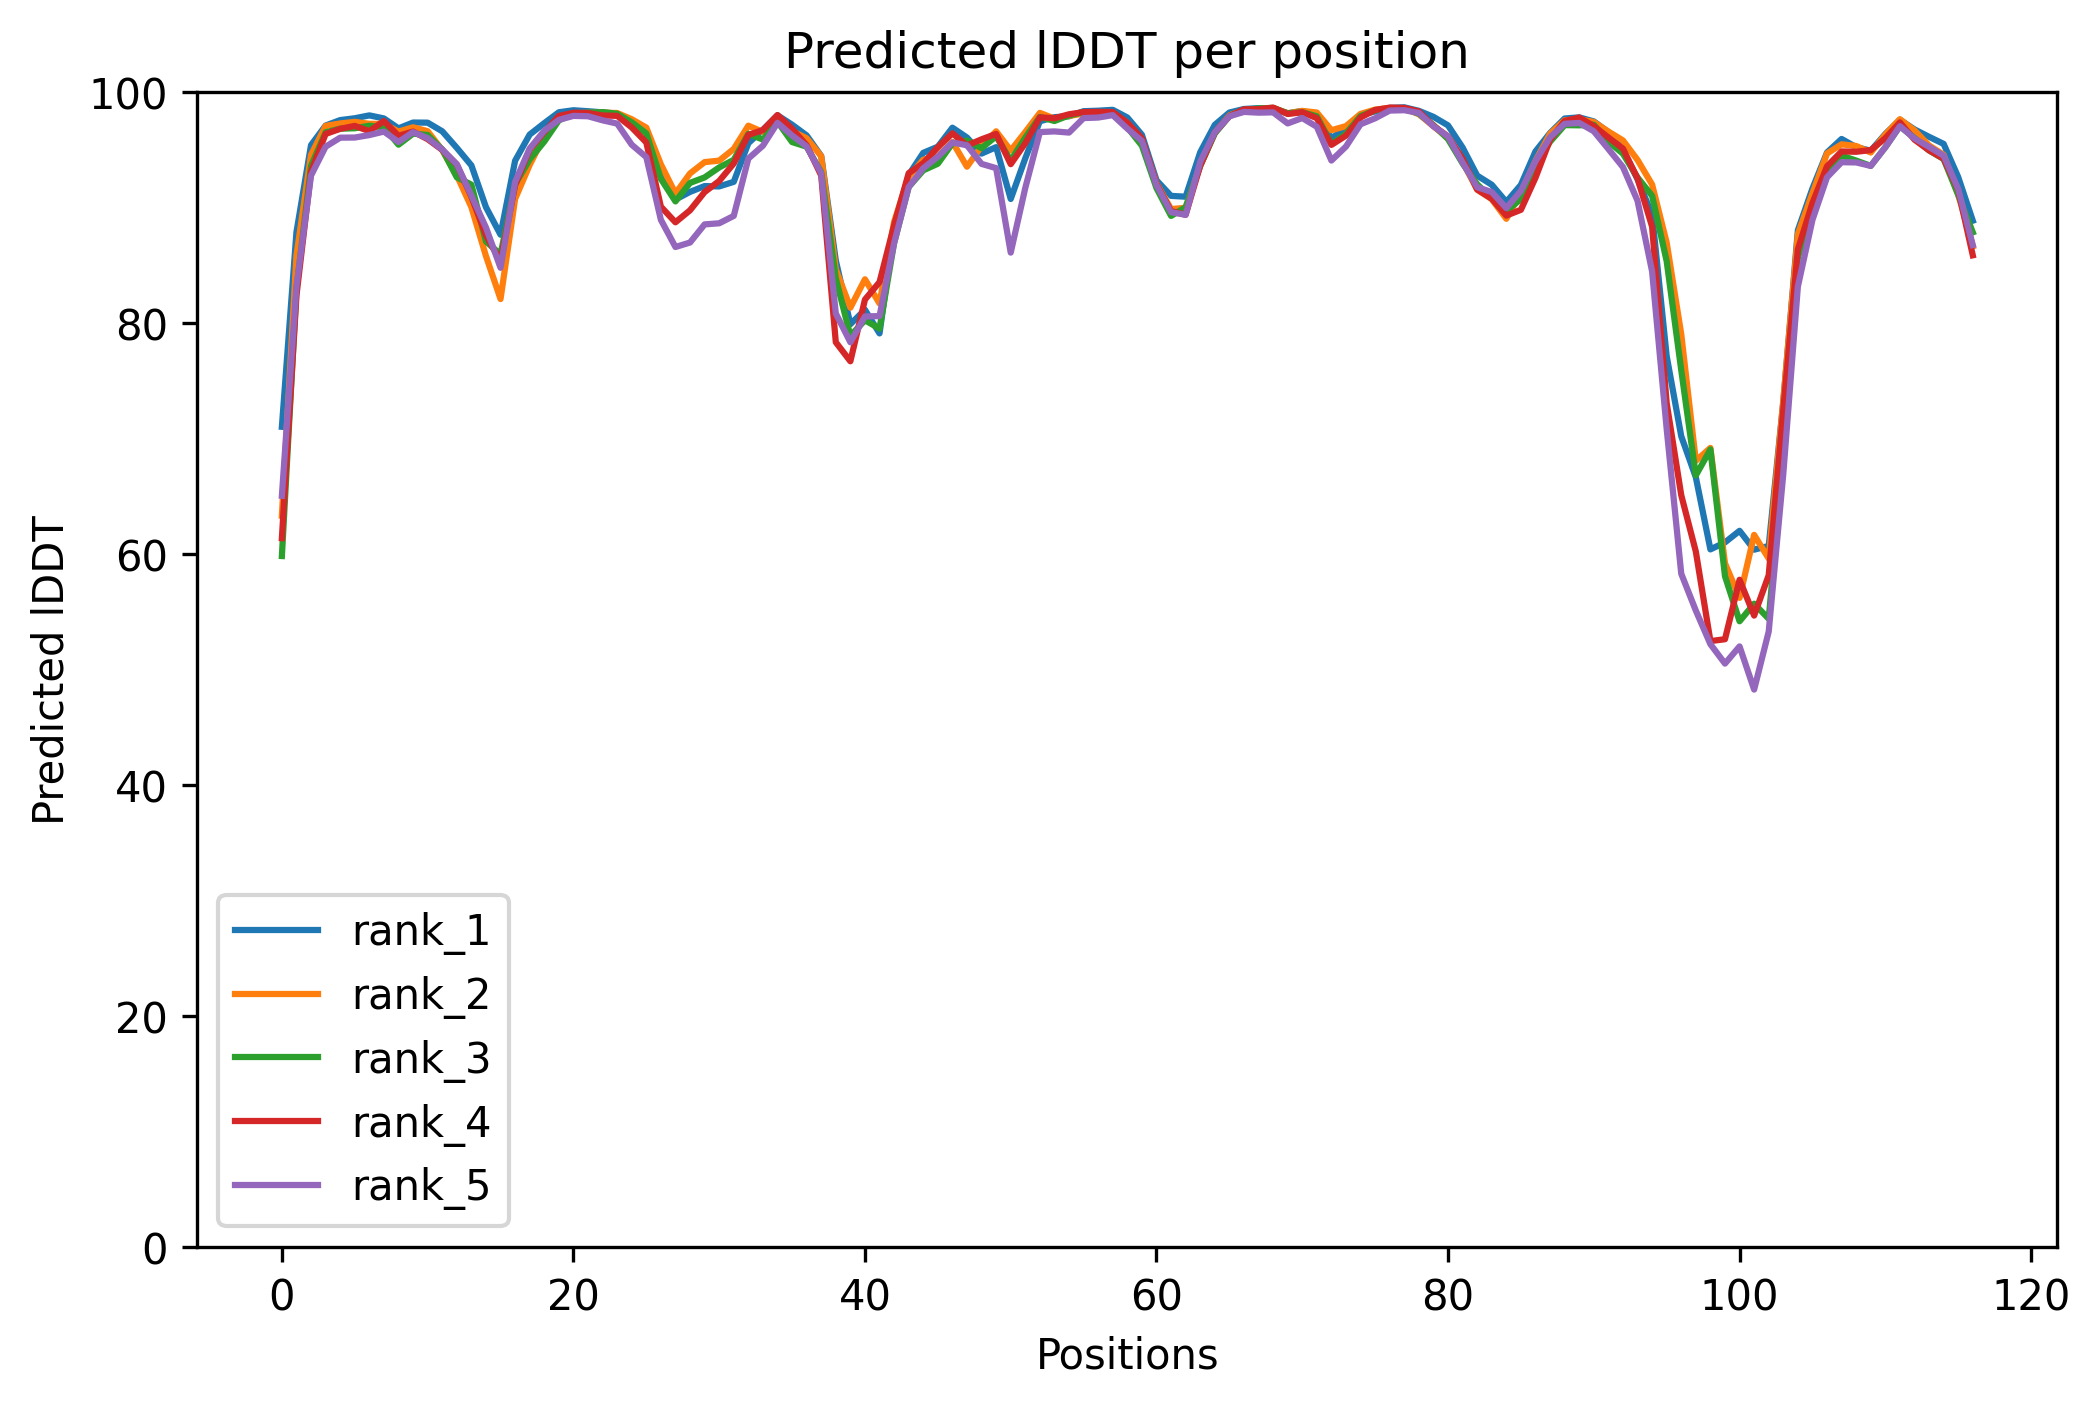 Predicted lDDT per position
100
80
60
40
20
0
Predicted lDDT
rank_1
rank_2
rank_3
rank_4
rank_5
0 20 40 60 80 100 120
Positions